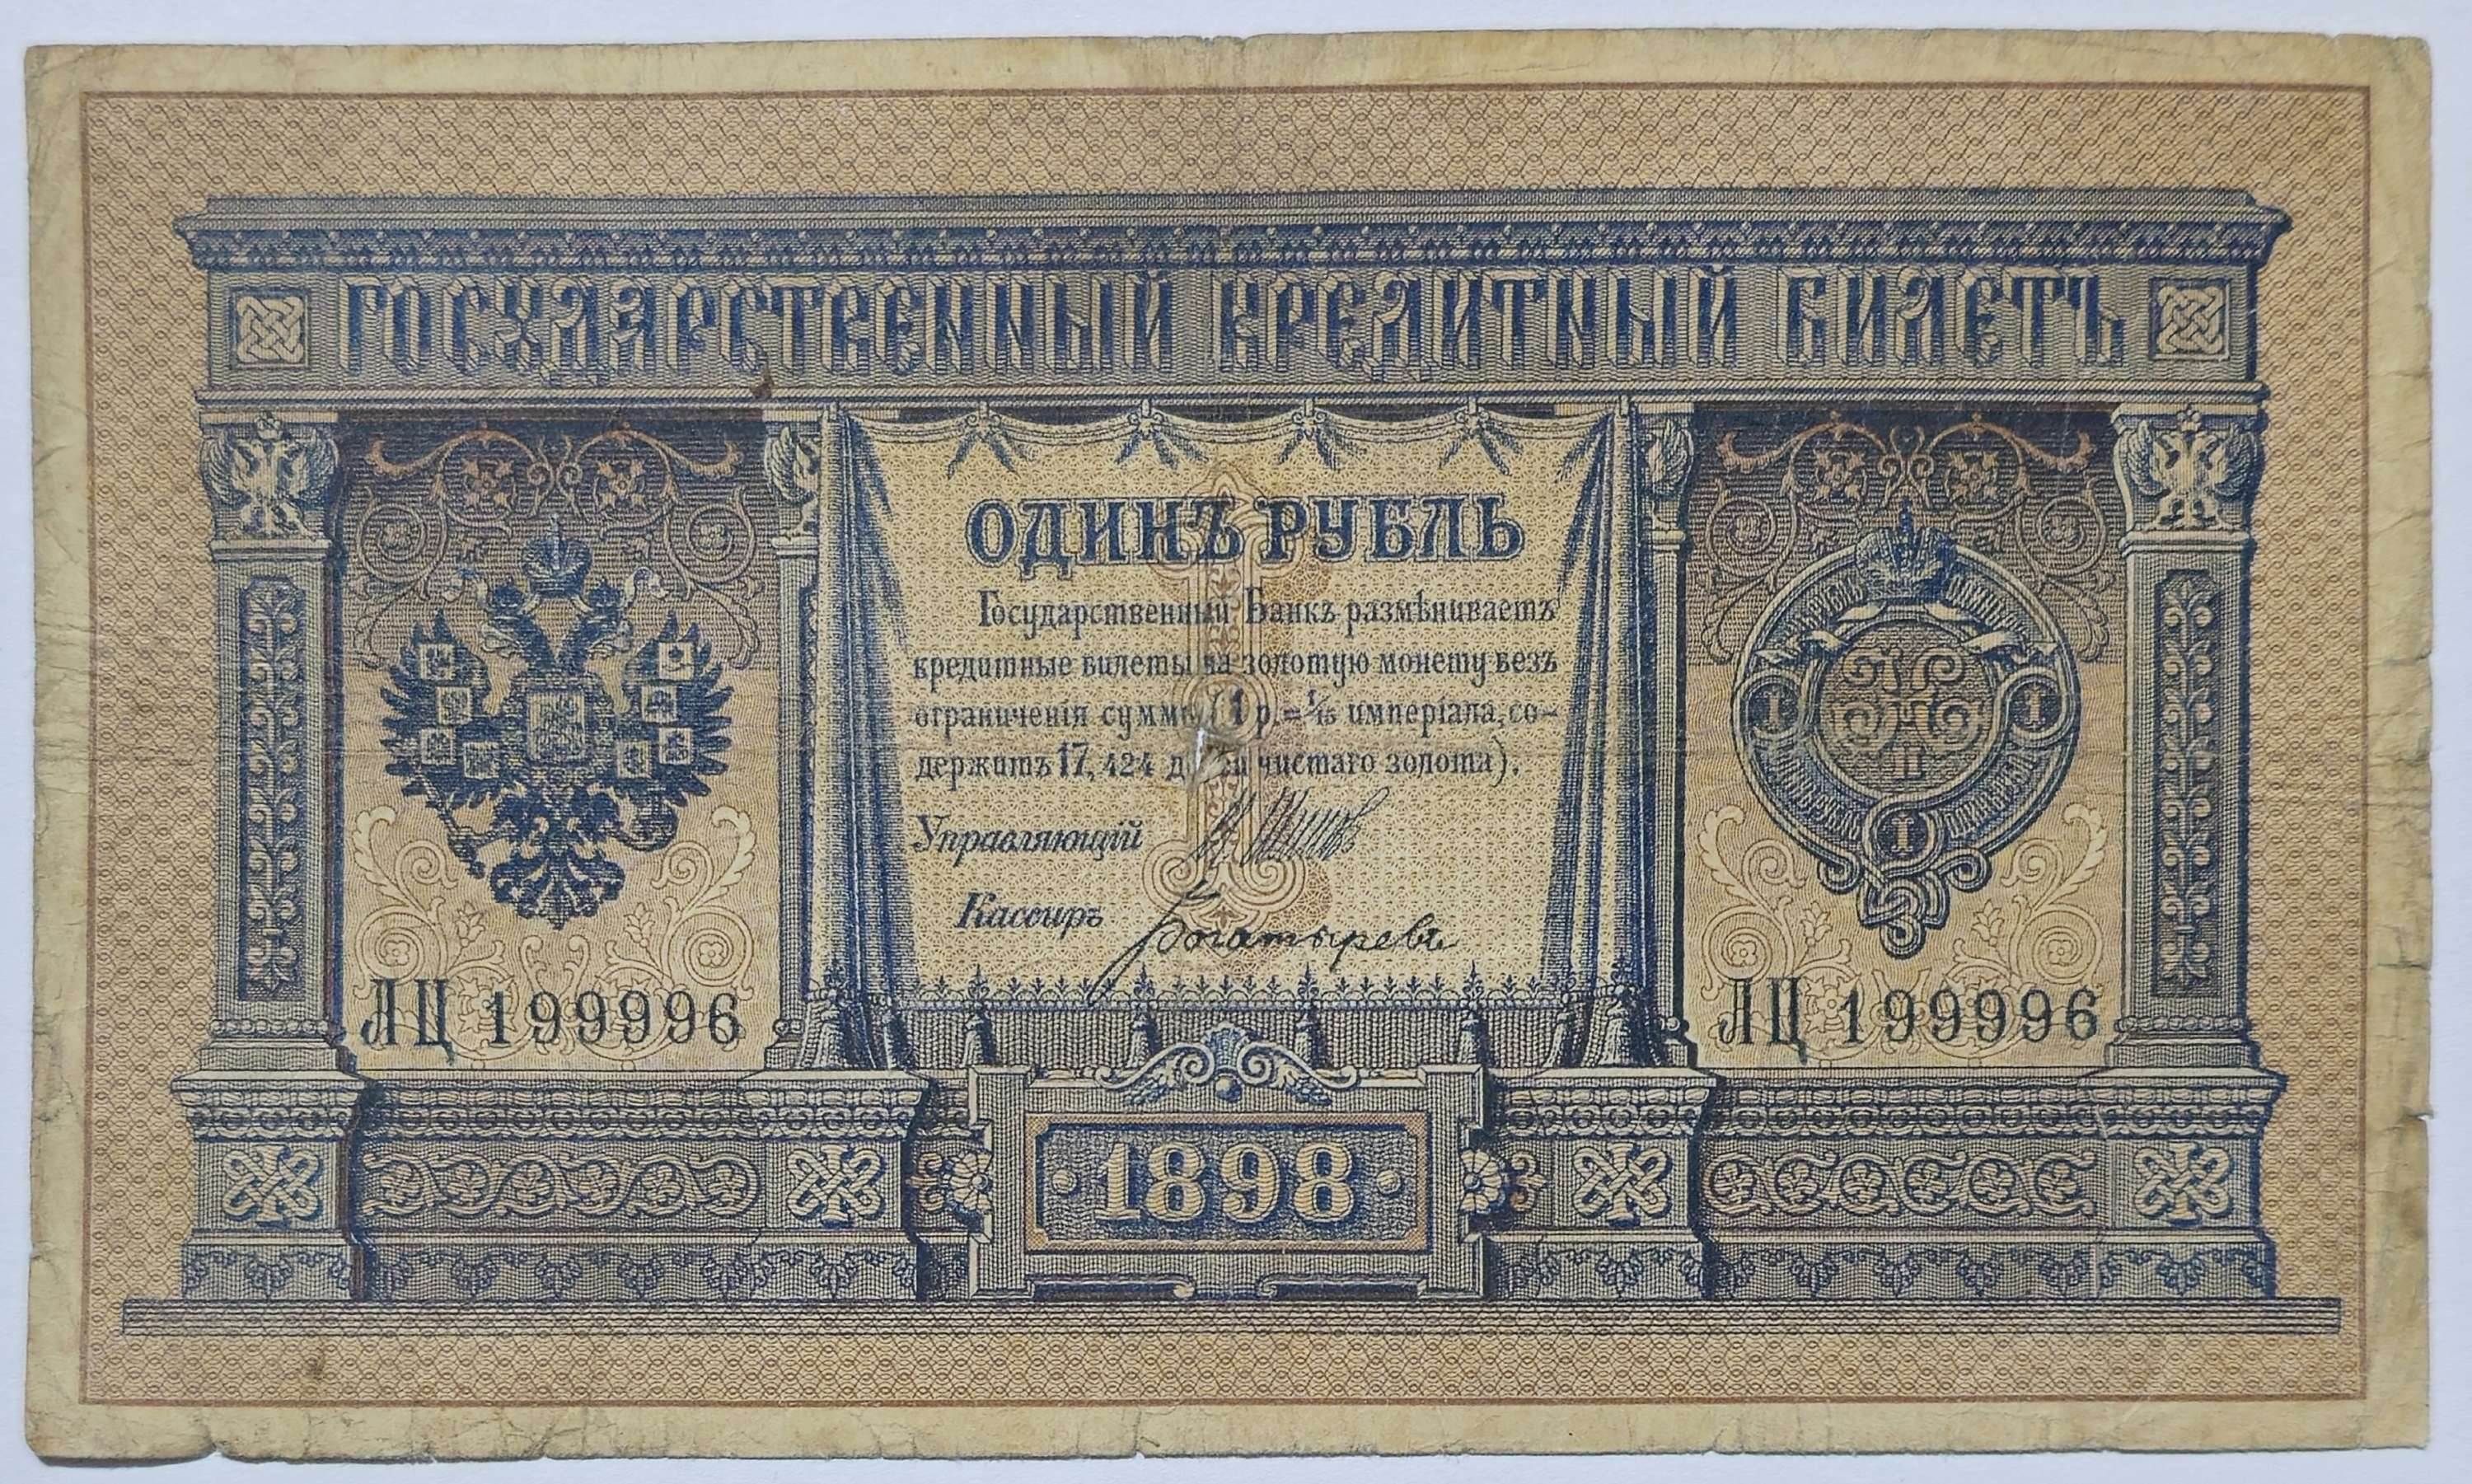 ГОСУДАРСТВЕННЫЙ КРЕДИТНЫЙ БИЛЕТЪ
ОДИНЪ РУБЛЬ
Государственный Банкъ размѣниваетъ
кредитные билеты на золотую монету безъ
ограниченія суммы (1 р.=1/15 имперіала, со-
держитъ 17,424 долей чистаго золота).
Управляющій
Кассиръ Богатыревъ
I I
I
ЛЦ 199996 ЛЦ 199996
1898